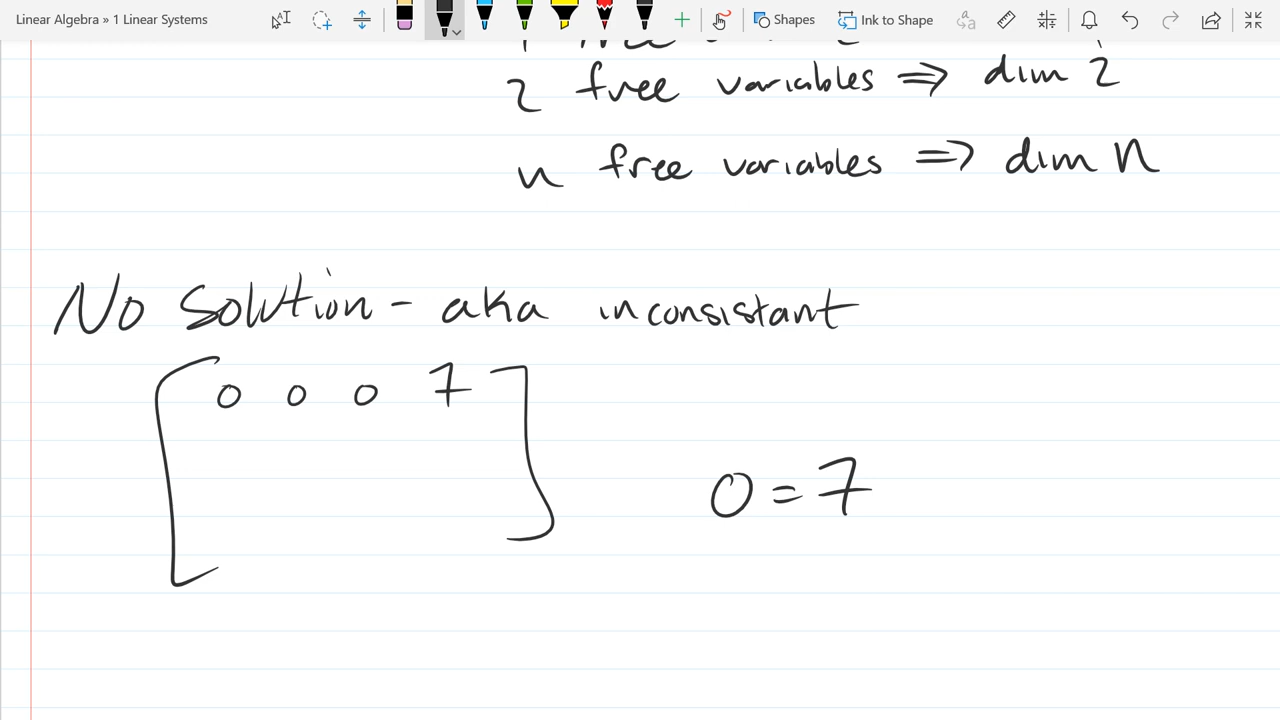 Linear Algebra » 1 Linear Systems
Shapes
Ink to Shape
2 free variables ⇒ dim 2
n free variables ⇒ dim n
No solution - aka inconsistant
0 0 0 7
0 = 7